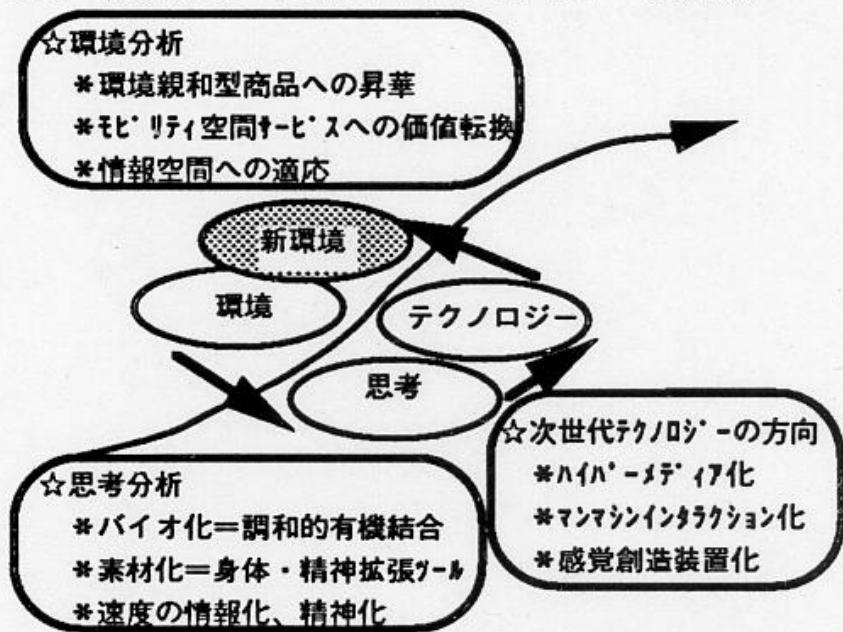 ☆環境分析
*環境親和型商品への昇華
*ﾓﾋﾞﾘﾃｨ空間ｻｰﾋﾞｽへの価値転換
*情報空間への適応
新環境
環境
テクノロジー
思考
☆思考分析
*バイオ化＝調和的有機結合
*素材化＝身体・精神拡張ﾂｰﾙ
*速度の情報化、精神化
☆次世代ﾃｸﾉﾛｼﾞｰの方向
*ﾊｲﾊﾟｰﾒﾃﾞｨｱ化
*ﾏﾝﾏｼﾝｲﾝﾀﾗｸｼｮﾝ化
*感覚創造装置化